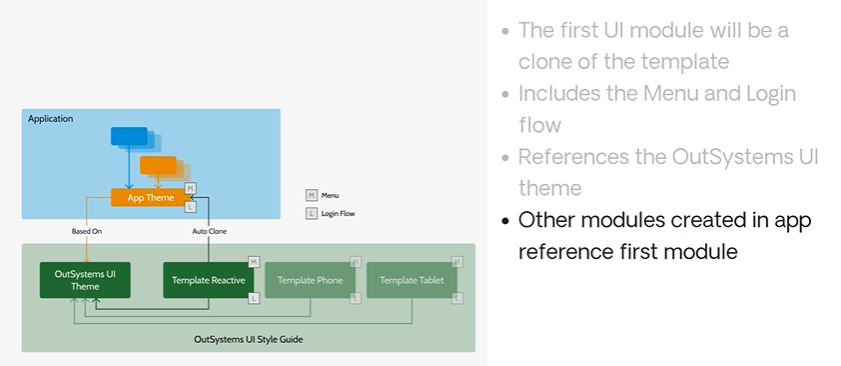 Application
App Theme
M
L
M Menu
L Login Flow
Based On
Auto Clone
OutSystems UI
Theme
Template Reactive
M
L
Template Phone
M
L
Template Tablet
M
L
OutSystems UI Style Guide
• The first UI module will be a
clone of the template
• Includes the Menu and Login
flow
• References the OutSystems UI
theme
• Other modules created in app
reference first module